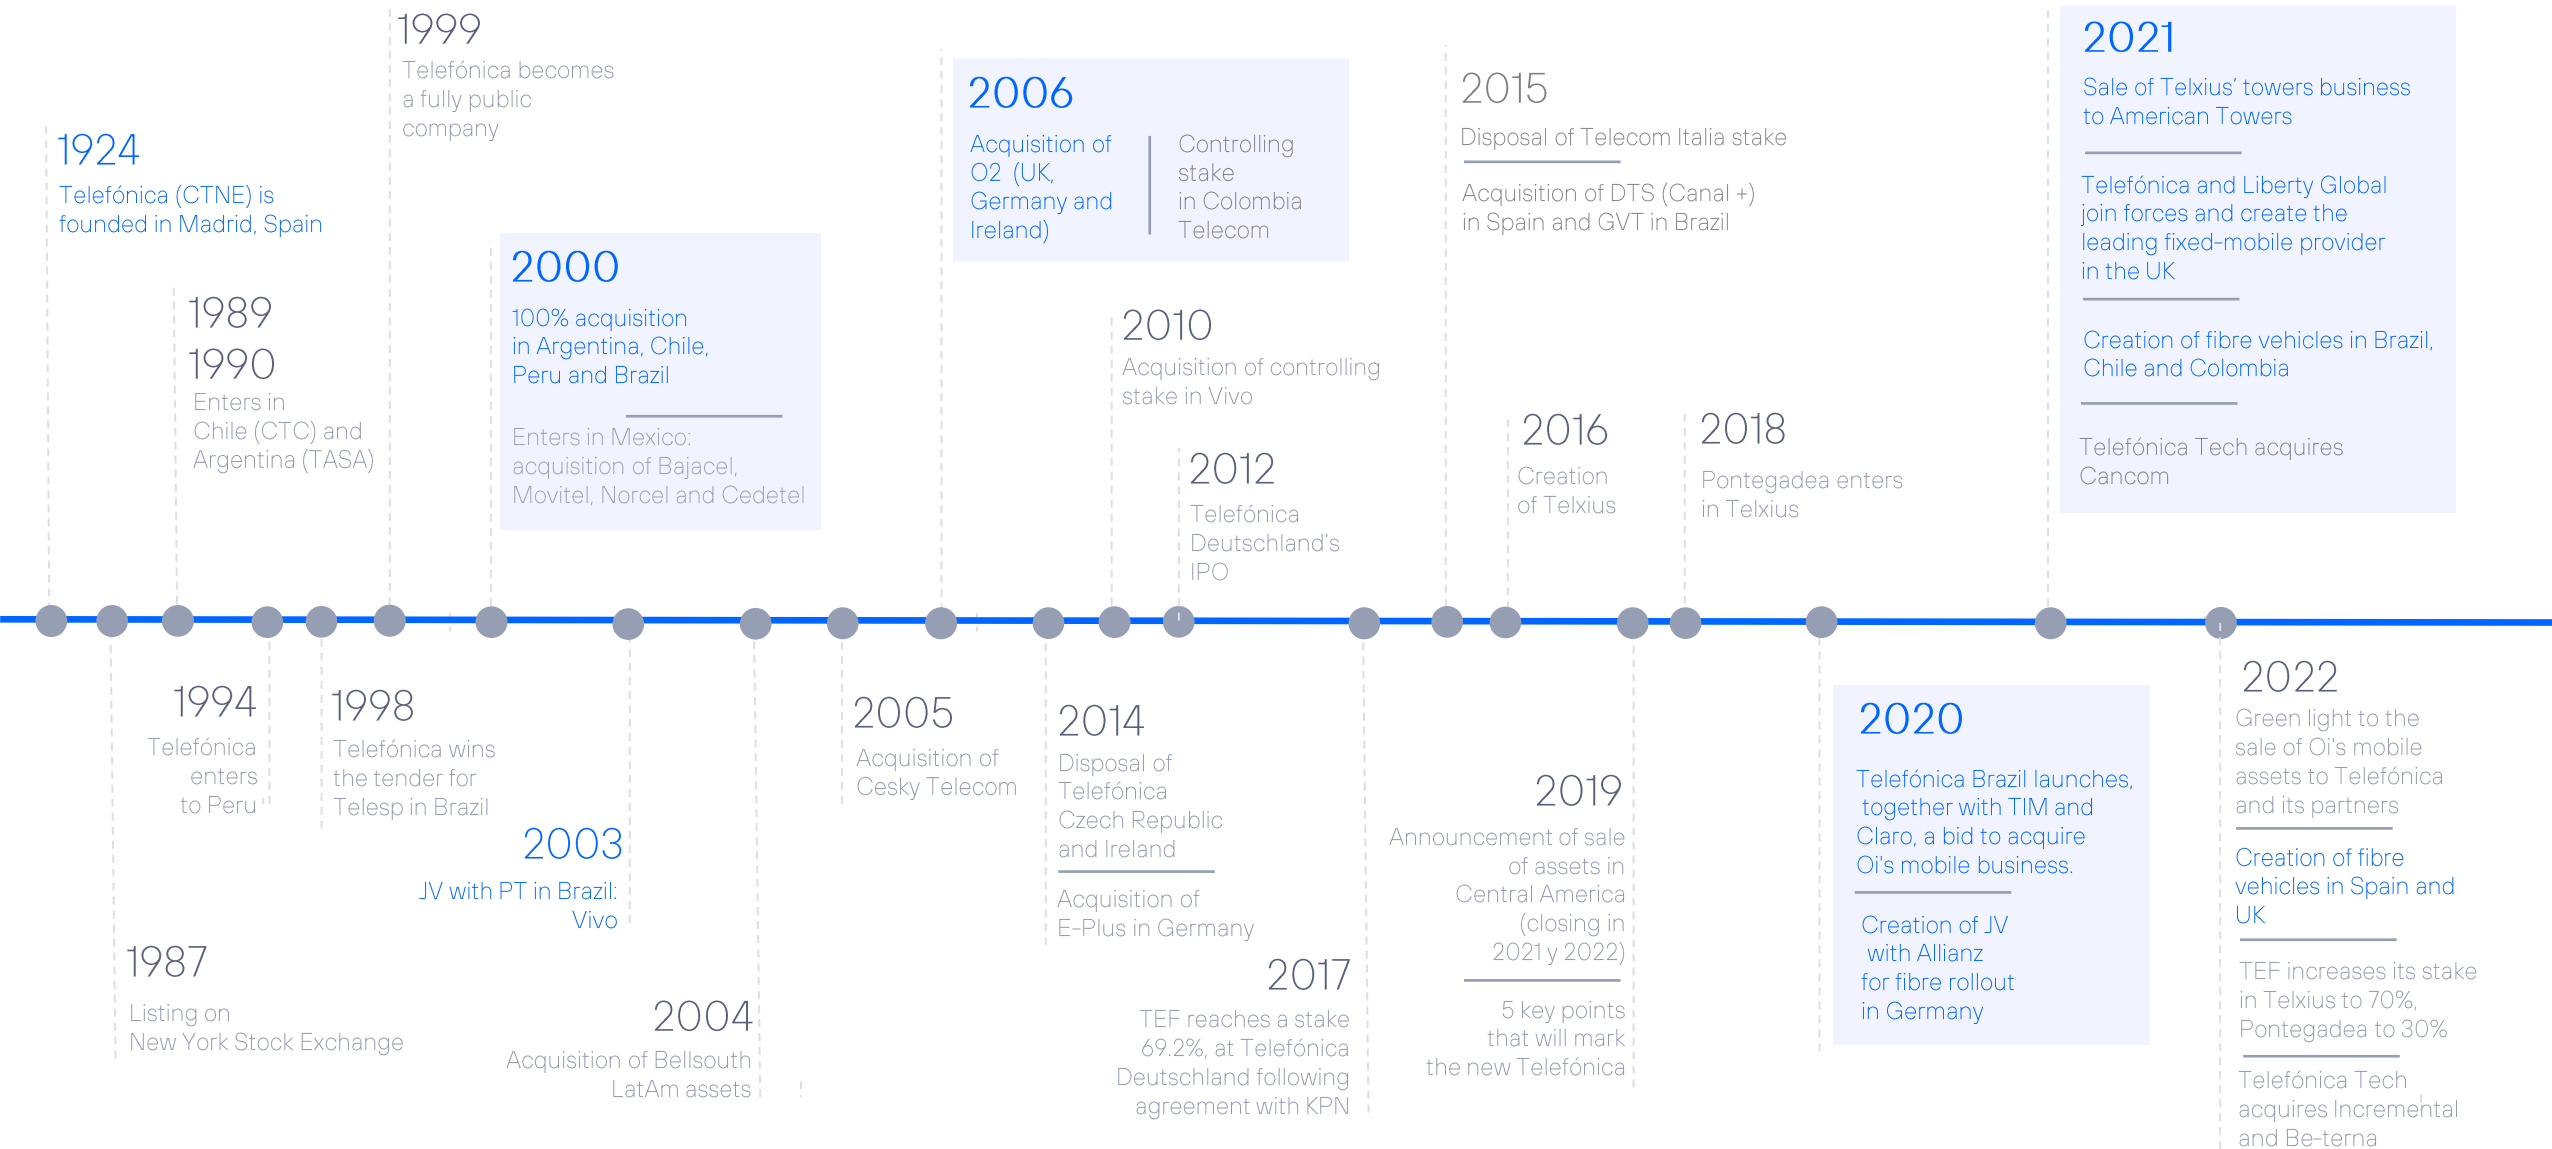 1924
Telefónica (CTNE) is
founded in Madrid, Spain
1989
1990
Enters in
Chile (CTC) and
Argentina (TASA)
1999
Telefónica becomes
a fully public
company
2000
100% acquisition
in Argentina, Chile,
Peru and Brazil
Enters in Mexico:
acquisition of Bajacel,
Movitel, Norcel and Cedetel
2006
Acquisition of
O2 (UK,
Germany and
Ireland)
Controlling
stake
in Colombia
Telecom
2010
Acquisition of controlling
stake in Vivo
2012
Telefónica
Deutschland's
IPO
2015
Disposal of Telecom Italia stake
Acquisition of DTS (Canal +)
in Spain and GVT in Brazil
2016
Creation
of Telxius
2018
Pontegadea enters
in Telxius
2021
Sale of Telxius' towers business
to American Towers
Telefónica and Liberty Global
join forces and create the
leading fixed-mobile provider
in the UK
Creation of fibre vehicles in Brazil,
Chile and Colombia
Telefónica Tech acquires
Cancom
1987
Listing on
New York Stock Exchange
1994
Telefónica
enters
to Peru
1998
Telefónica wins
the tender for
Telesp in Brazil
2003
JV with PT in Brazil:
Vivo
2004
Acquisition of Bellsouth
LatAm assets
2005
Acquisition of
Cesky Telecom
2014
Disposal of
Telefónica
Czech Republic
and Ireland
Acquisition of
E-Plus in Germany
2017
TEF reaches a stake
69.2%, at Telefónica
Deutschland following
agreement with KPN
2019
Announcement of sale
of assets in
Central America
(closing in
2021 y 2022)
5 key points
that will mark
the new Telefónica
2020
Telefónica Brazil launches,
together with TIM and
Claro, a bid to acquire
Oi's mobile business.
Creation of JV
with Allianz
for fibre rollout
in Germany
2022
Green light to the
sale of Oi's mobile
assets to Telefónica
and its partners
Creation of fibre
vehicles in Spain and
UK
TEF increases its stake
in Telxius to 70%,
Pontegadea to 30%
Telefónica Tech
acquires Incremental
and Be-terna